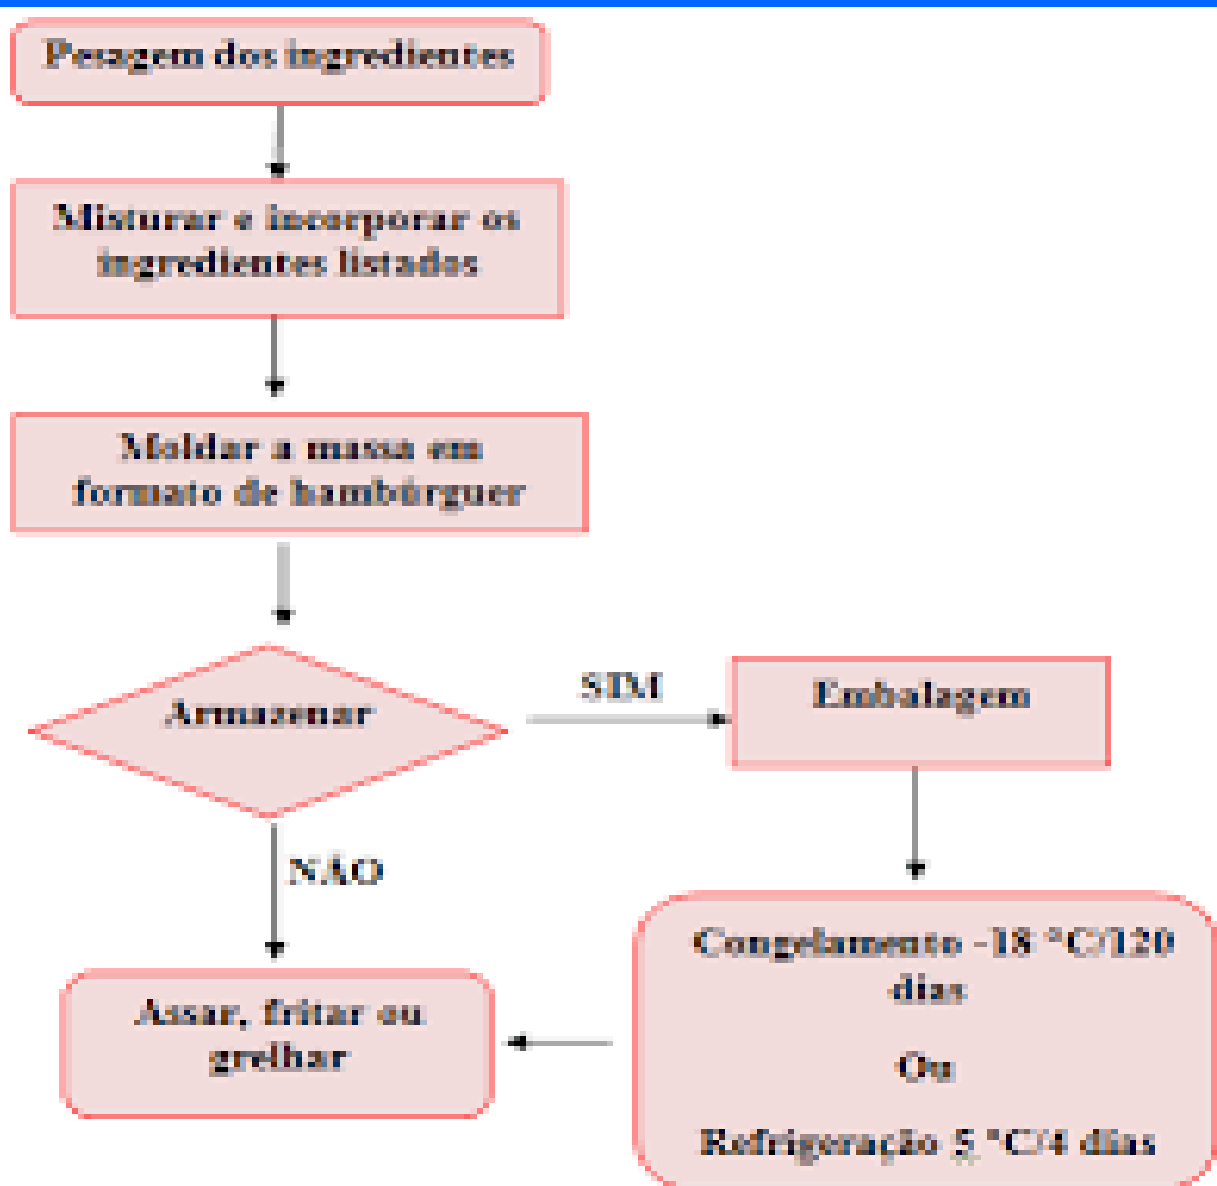 Pesagem dos ingredientes
Misturar e incorporar os
ingredientes listados
Moldar a massa em
formato de hambúrguer
Armazenar
SIM
Embalagem
NÃO
Congelamento -18 °C/120
dias
Ou
Refrigeração 5 °C/4 dias
Assar, fritar ou
grelhar